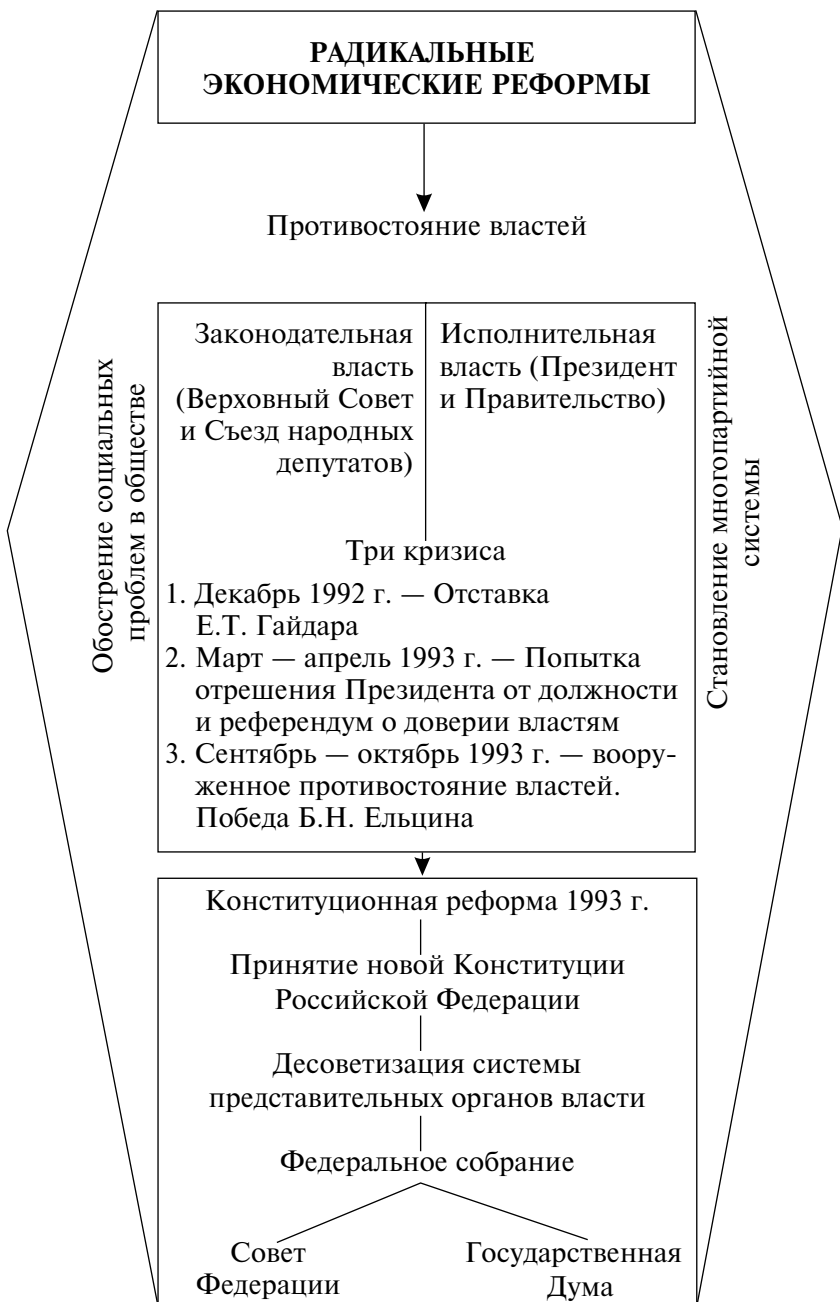 РАДИКАЛЬНЫЕ
ЭКОНОМИЧЕСКИЕ РЕФОРМЫ
Противостояние властей
Обострение социальных
проблем в обществе
Законодательная
власть
(Верховный Совет
и Съезд народных
депутатов)
Исполнительная
власть (Президент
и Правительство)
Становление многопартийной
системы
Три кризиса
1. Декабрь 1992 г. — Отставка
Е.Т. Гайдара
2. Март — апрель 1993 г. — Попытка
отрешения Президента от должности
и референдум о доверии властям
3. Сентябрь — октябрь 1993 г. — воору-
женное противостояние властей.
Победа Б.Н. Ельцина
Конституционная реформа 1993 г.
Принятие новой Конституции
Российской Федерации
Десоветизация системы
представительных органов власти
Федеральное собрание
Совет
Федерации
Государственная
Дума